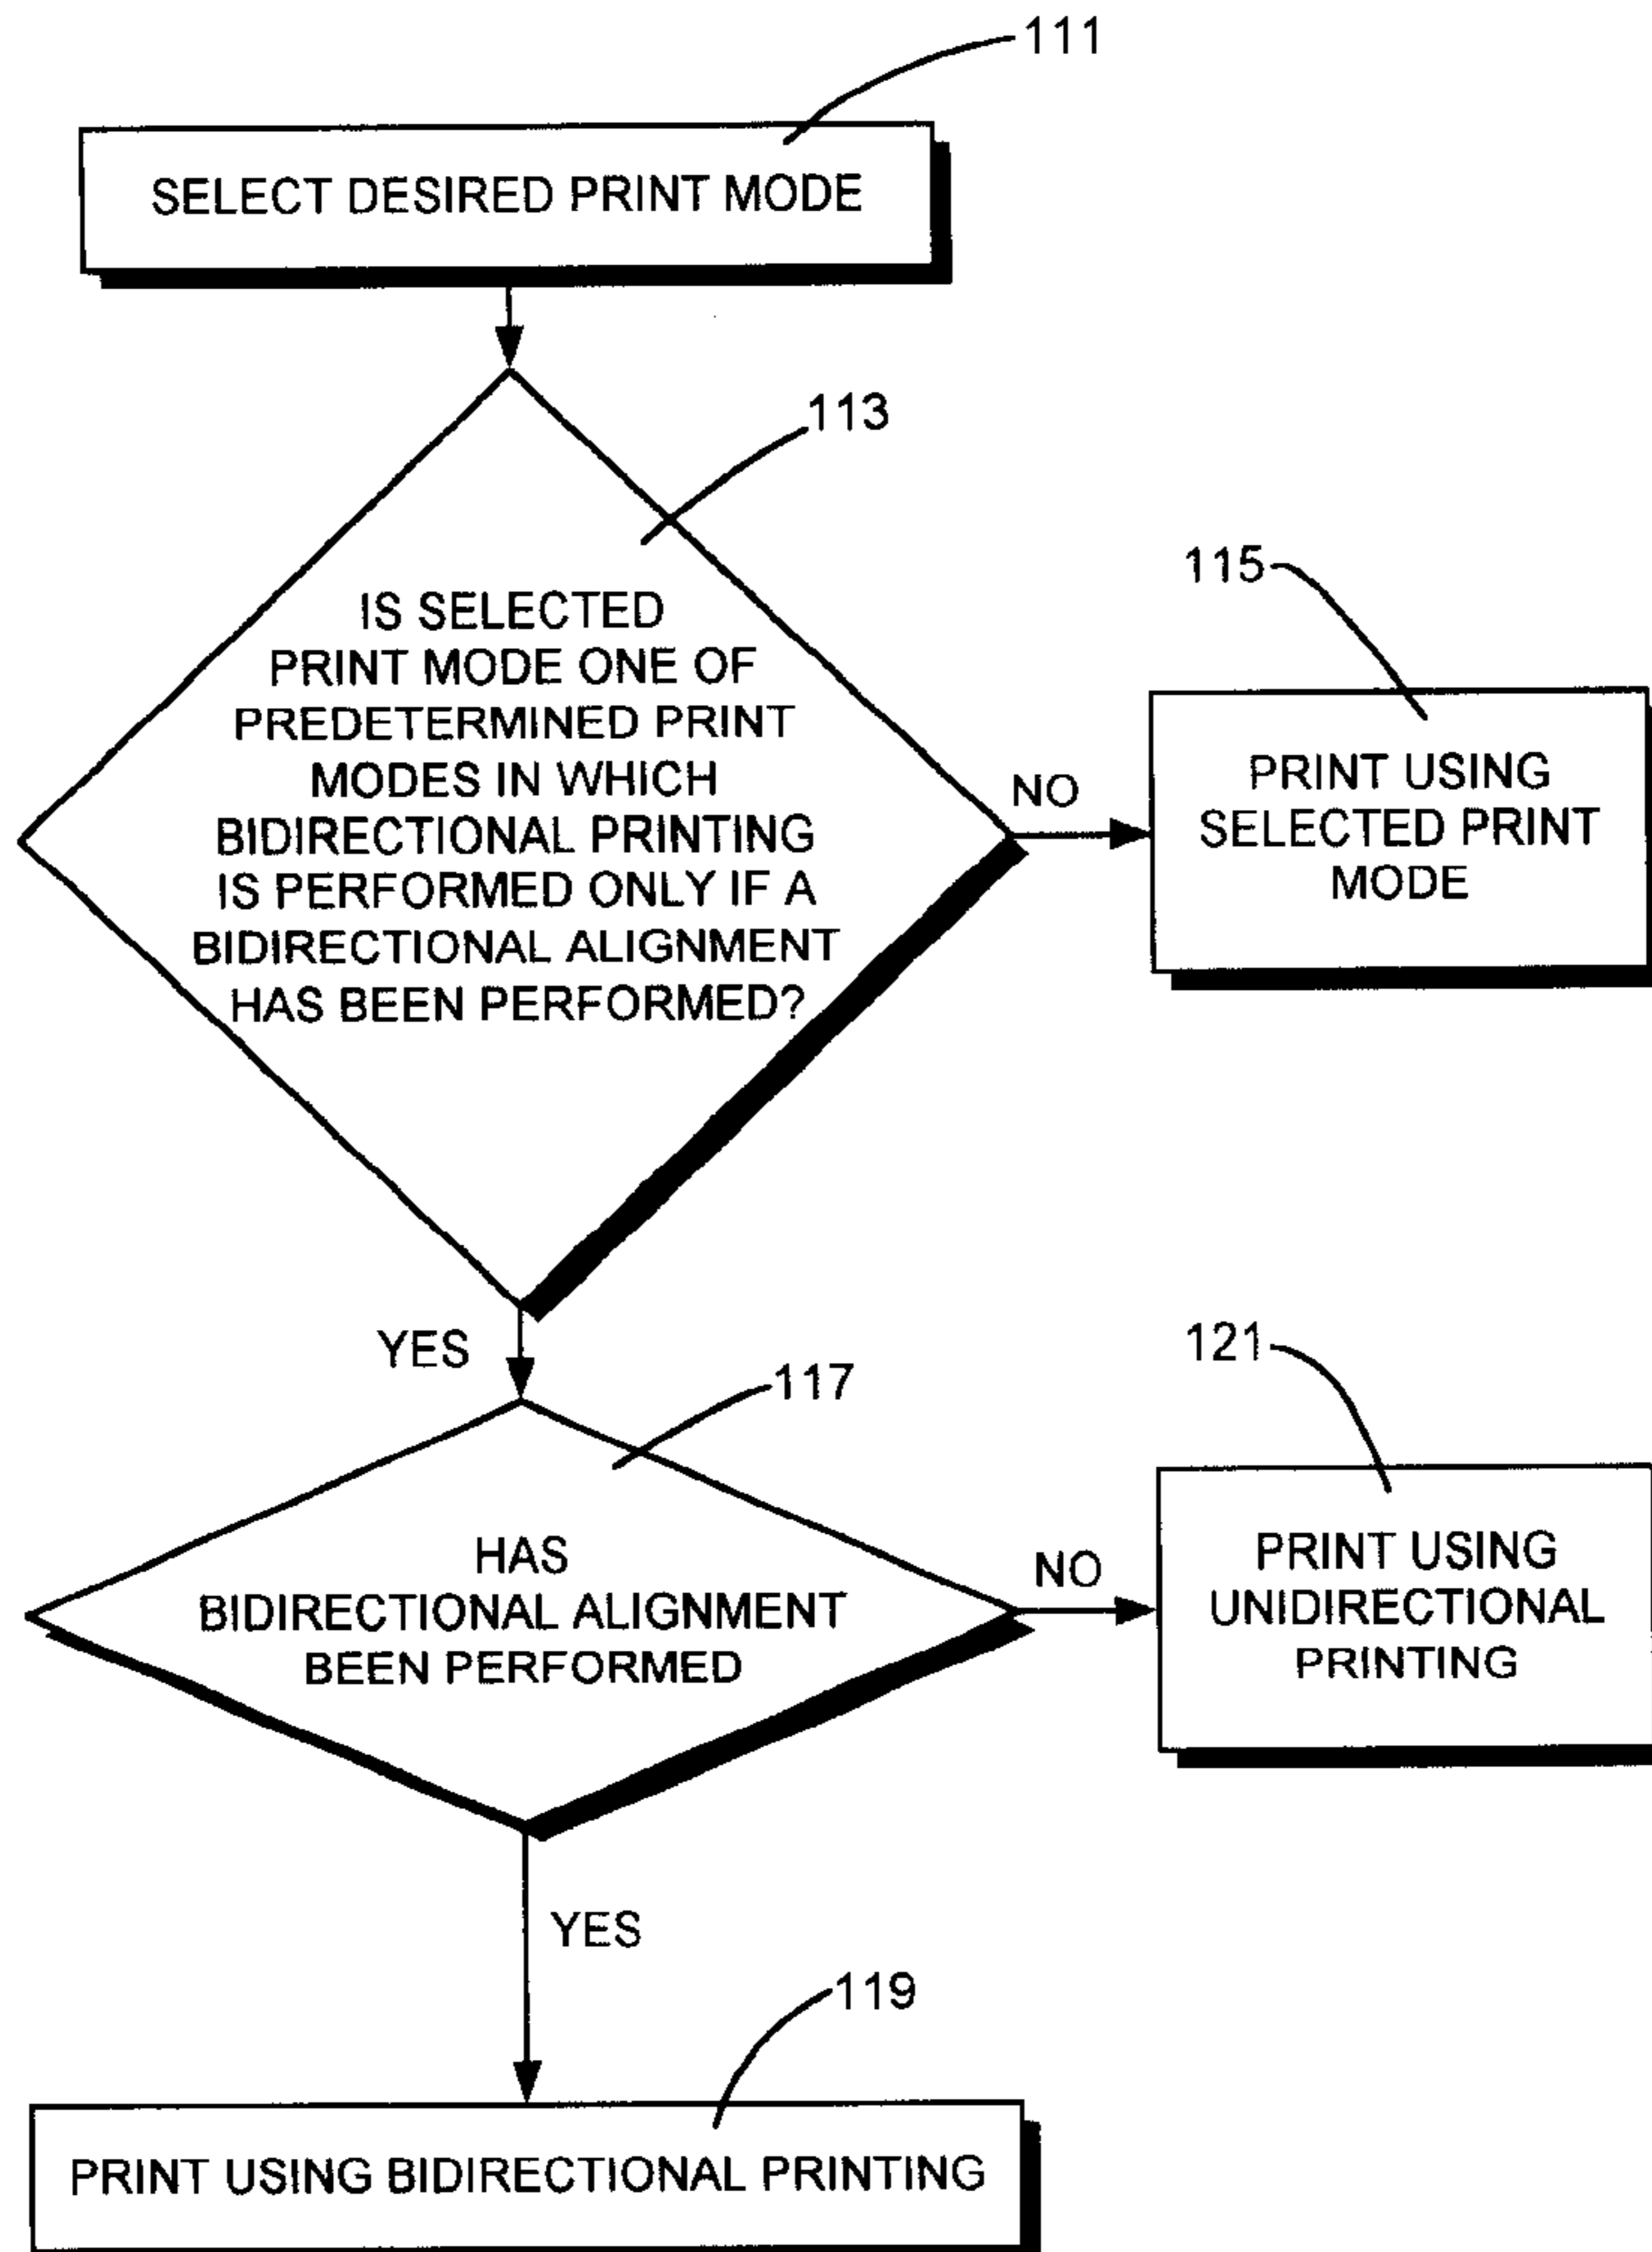 111
SELECT DESIRED PRINT MODE
113
IS SELECTED
PRINT MODE ONE OF
PREDETERMINED PRINT
MODES IN WHICH
BIDIRECTIONAL PRINTING
IS PERFORMED ONLY IF A
BIDIRECTIONAL ALIGNMENT
HAS BEEN PERFORMED?
NO
115
PRINT USING
SELECTED PRINT
MODE
YES
117
HAS
BIDIRECTIONAL ALIGNMENT
BEEN PERFORMED
NO
121
PRINT USING
UNIDIRECTIONAL
PRINTING
YES
119
PRINT USING BIDIRECTIONAL PRINTING